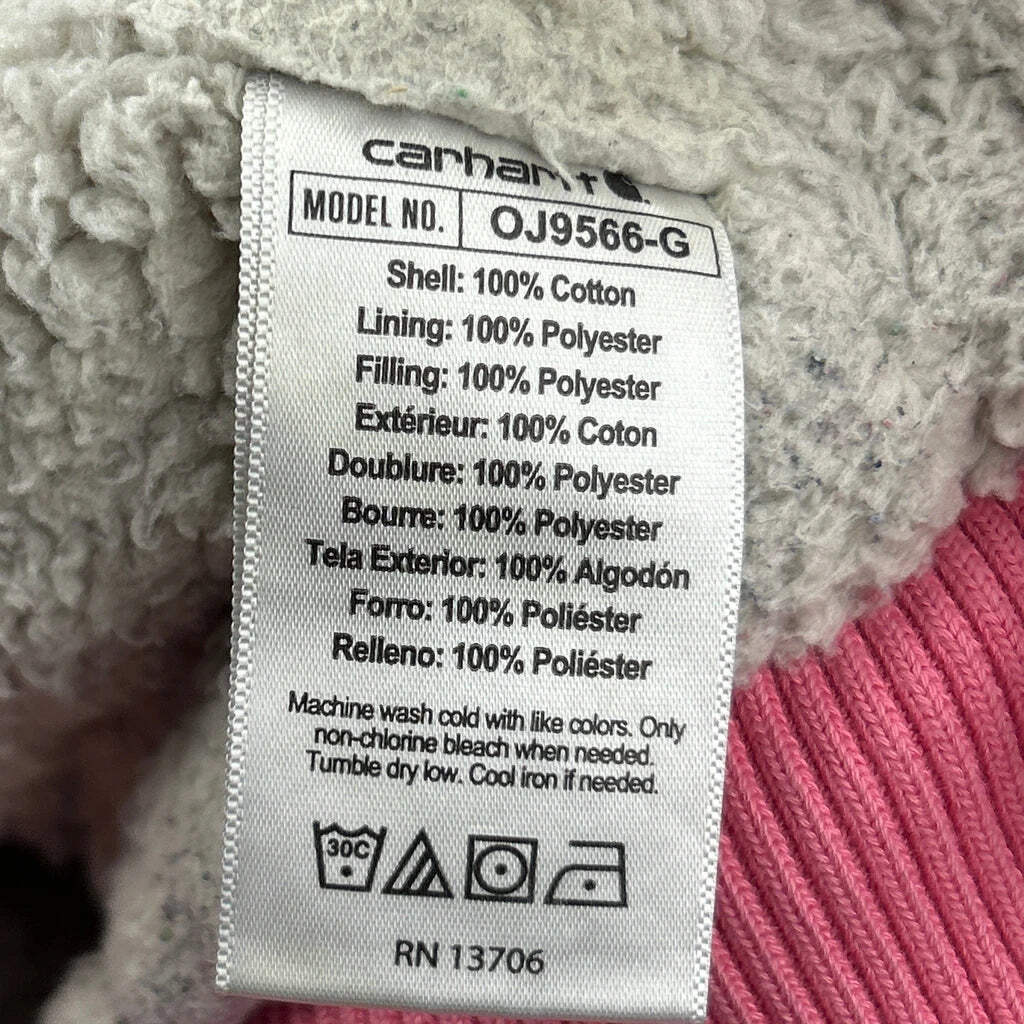 carhartt
MODEL NO. OJ9566-G
Shell: 100% Cotton
Lining: 100% Polyester
Filling: 100% Polyester
Extérieur: 100% Coton
Doublure: 100% Polyester
Bourre: 100% Polyester
Tela Exterior: 100% Algodón
Forro: 100% Poliéster
Relleno: 100% Poliéster
Machine wash cold with like colors. Only
non-chlorine bleach when needed.
Tumble dry low. Cool iron if needed.
30C
RN 13706